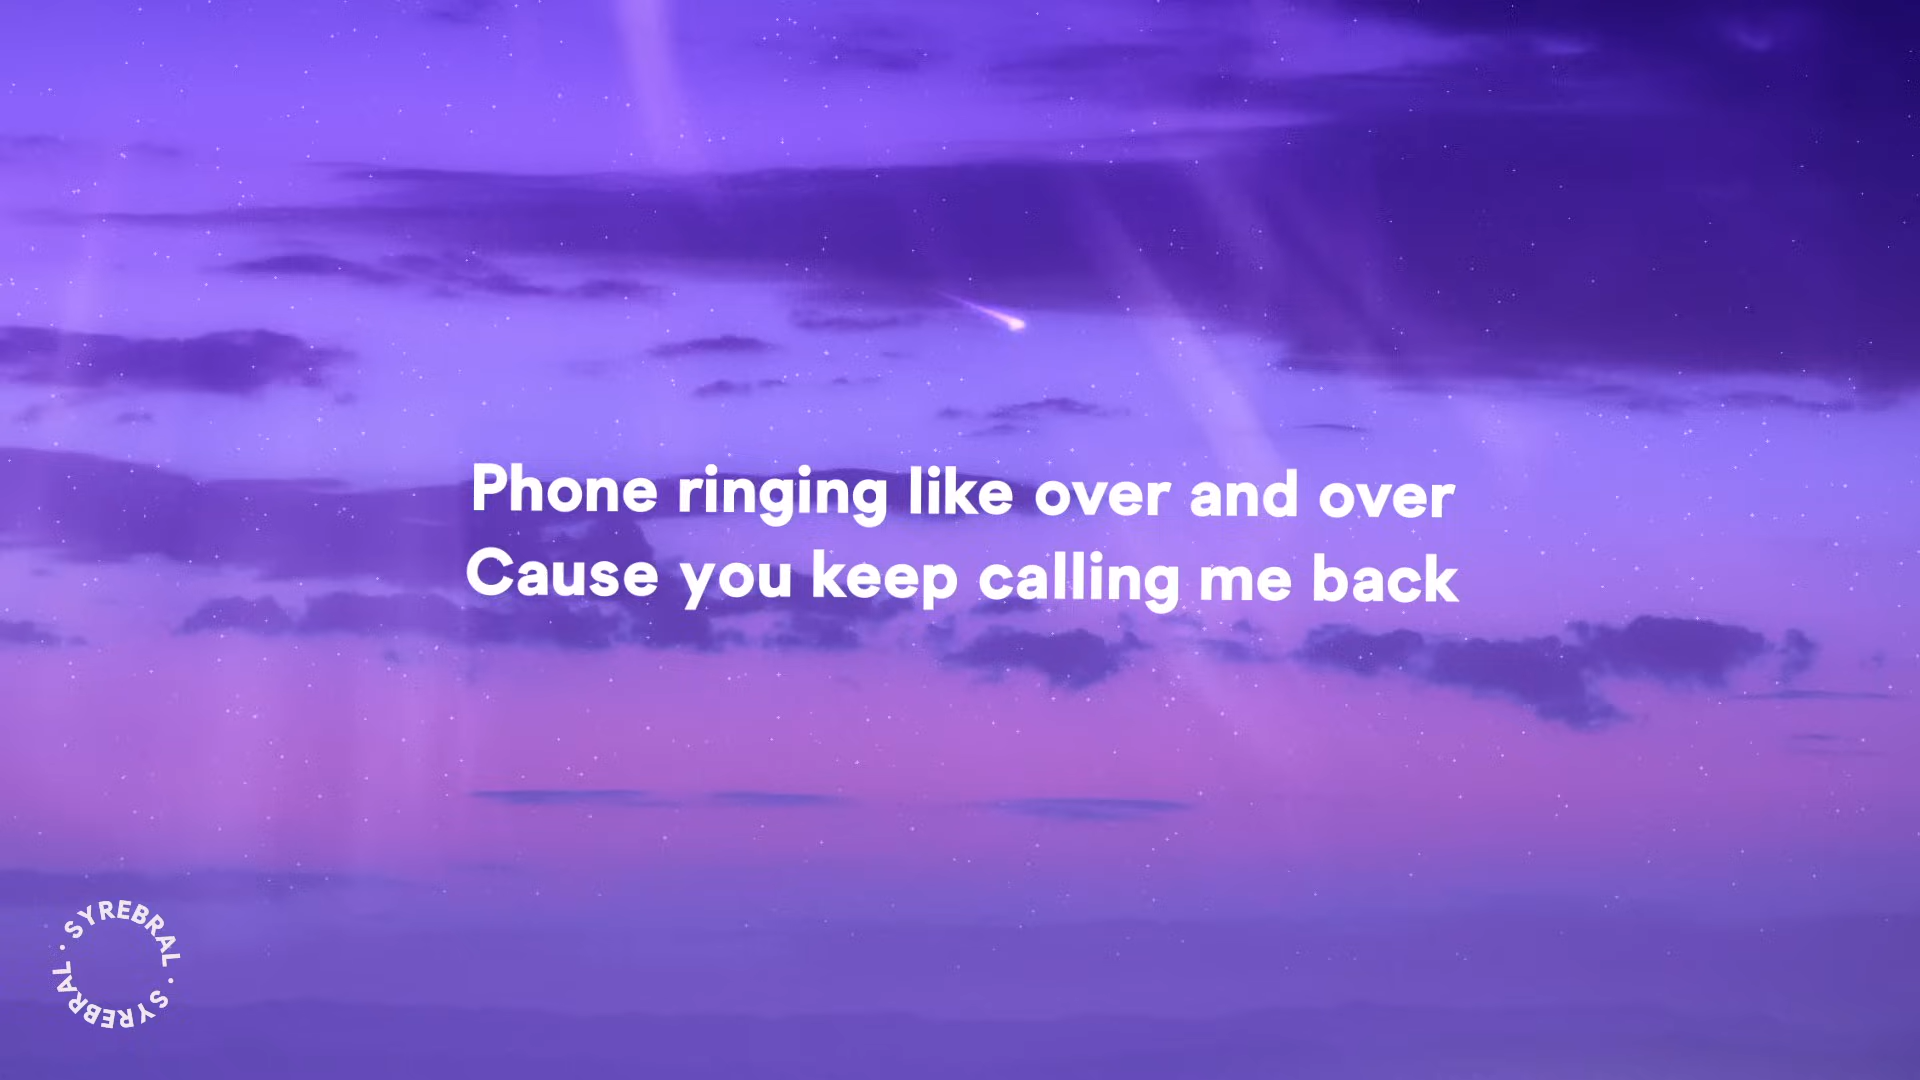 Phone ringing like over and over
Cause you keep calling me back
SYREBRAL · SYREBRAL ·